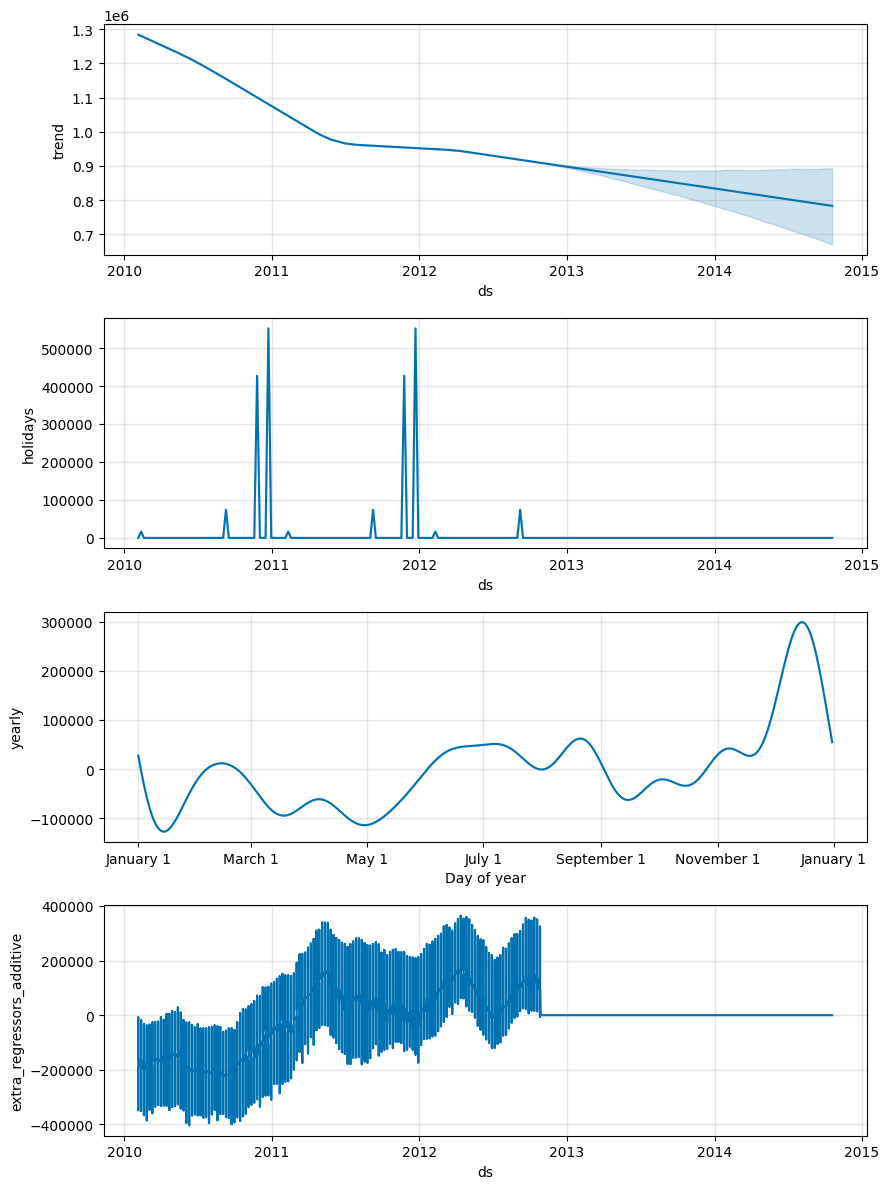 1e6
1.3
1.2
1.1
1.0
0.9
0.8
0.7
trend
2010 2011 2012 2013 2014 2015
ds
500000
400000
300000
200000
100000
0
holidays
2010 2011 2012 2013 2014 2015
ds
300000
200000
100000
0
−100000
yearly
January 1 March 1 May 1 July 1 September 1 November 1 January 1
Day of year
400000
200000
0
−200000
−400000
extra_regressors_additive
2010 2011 2012 2013 2014 2015
ds